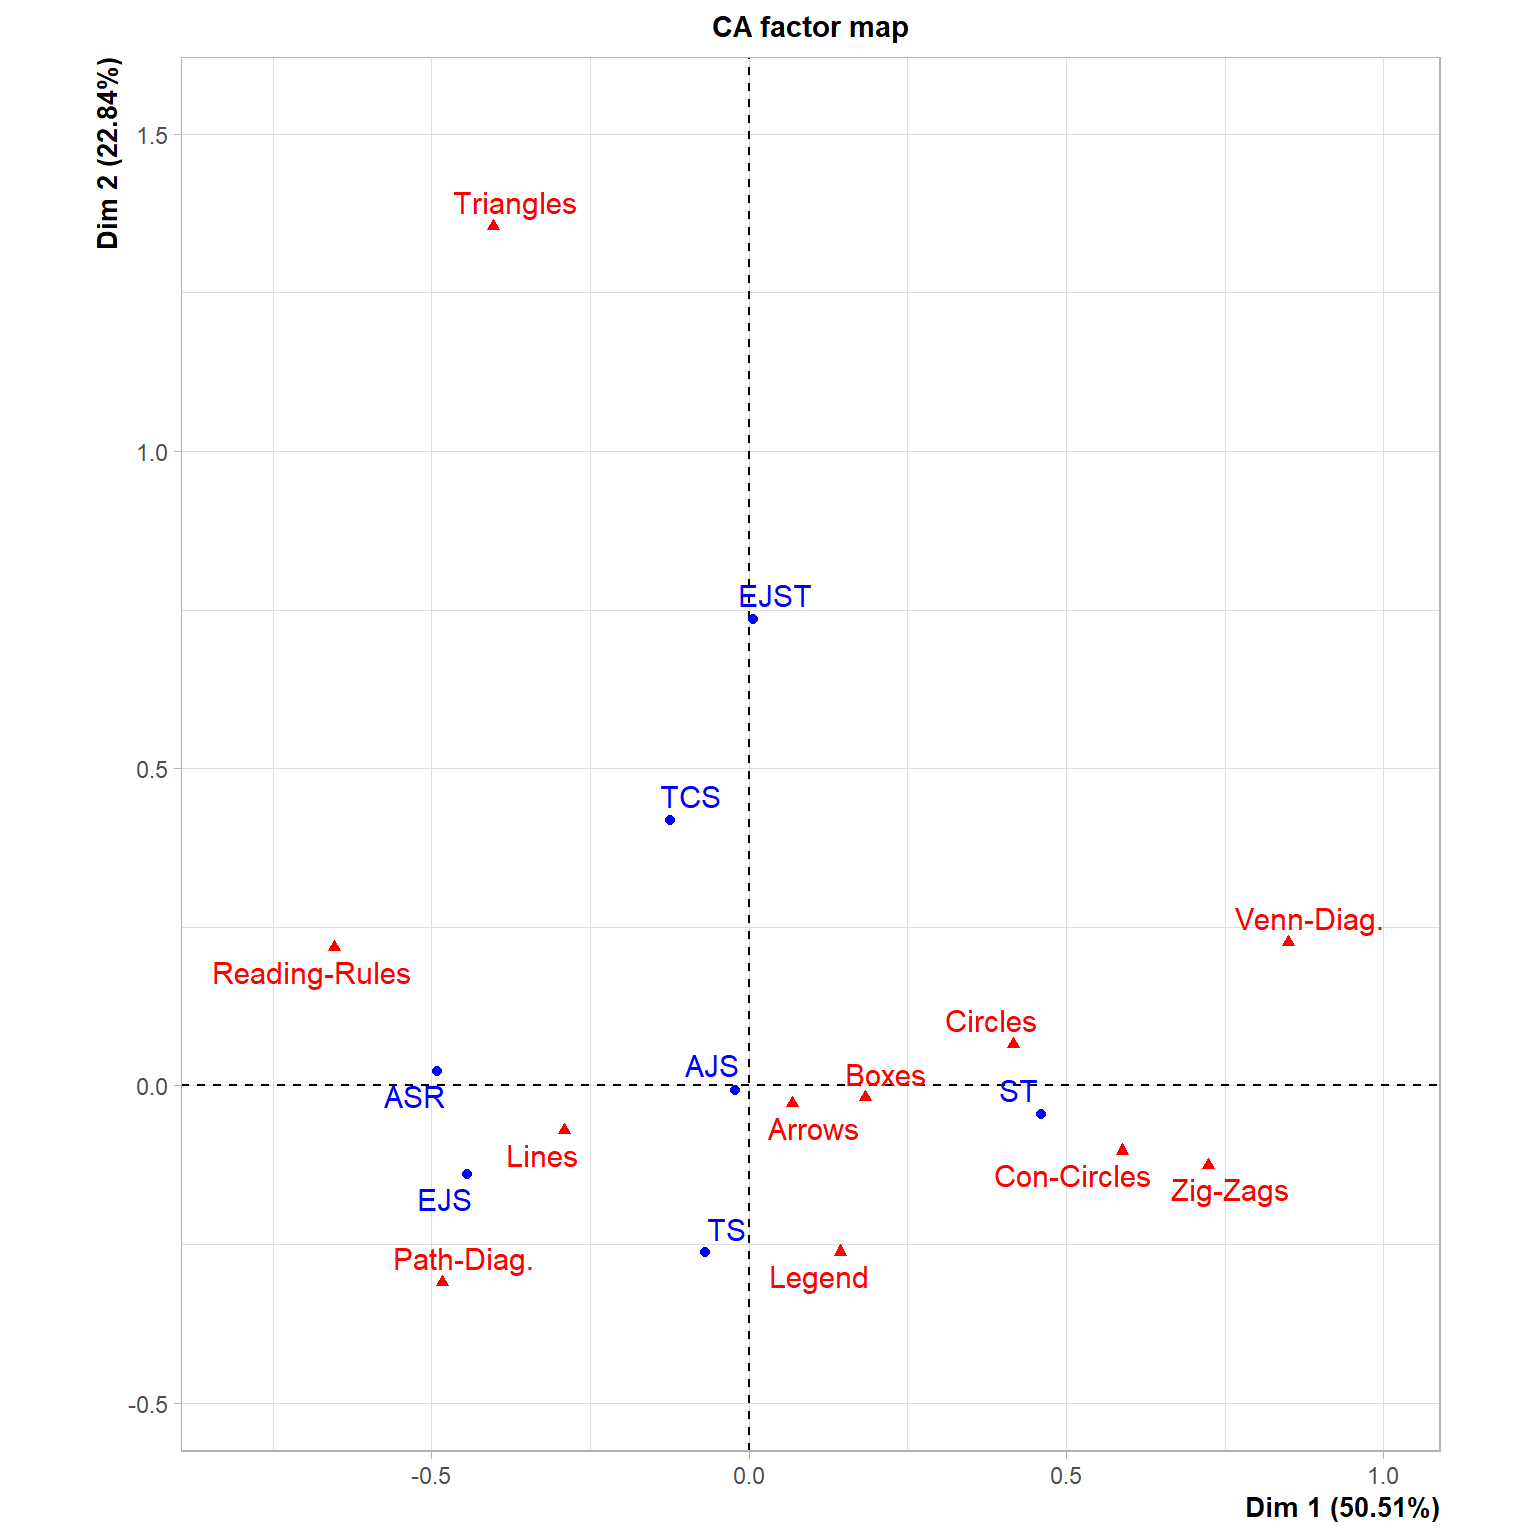 CA factor map
Dim 2 (22.84%)
1.5
1.0
0.5
0.0
-0.5
Triangles
EJST
TCS
Venn-Diag.
Reading-Rules
Circles
AJS
Boxes
ASR
ST
Arrows
Lines
Con-Circles
Zig-Zags
EJS
TS
Path-Diag.
Legend
-0.5
0.0
0.5
1.0
Dim 1 (50.51%)